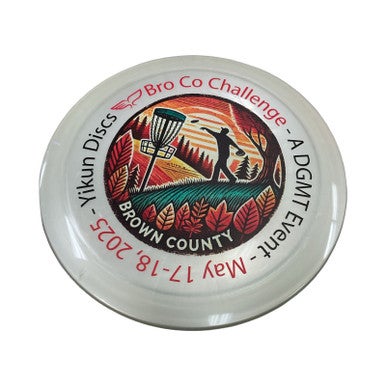 Yikun Discs Bro Co Challenge - A DGMT Event - May 17-18, 2025 -
BROWN COUNTY